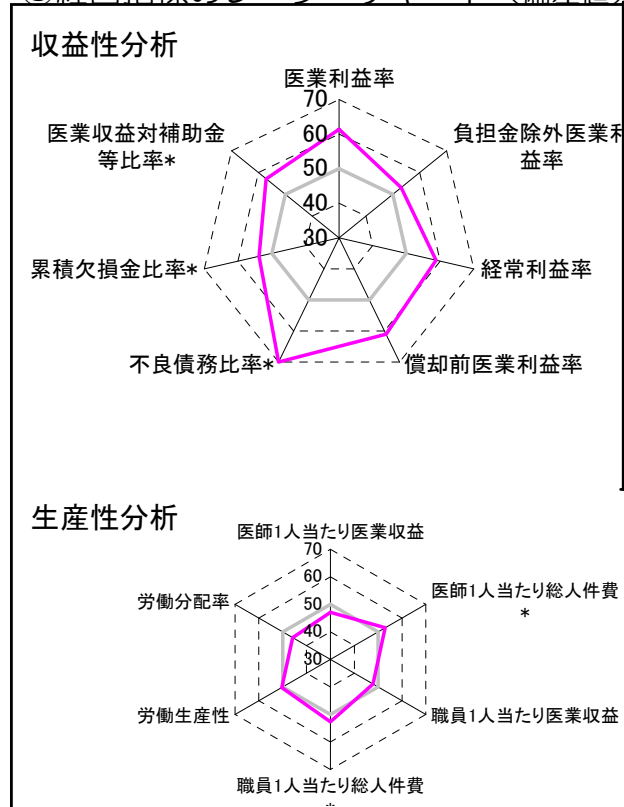 収益性分析
医業利益率
70
60
50
40
30
負担金除外医業利
益率
経常利益率
償却前医業利益率
不良債務比率*
累積欠損金比率*
医業収益対補助金
等比率*
生産性分析
医師1人当たり医業収益
70
60
50
40
30
医師1人当たり総人件費
*
職員1人当たり医業収益
職員1人当たり総人件費
*
労働生産性
労働分配率